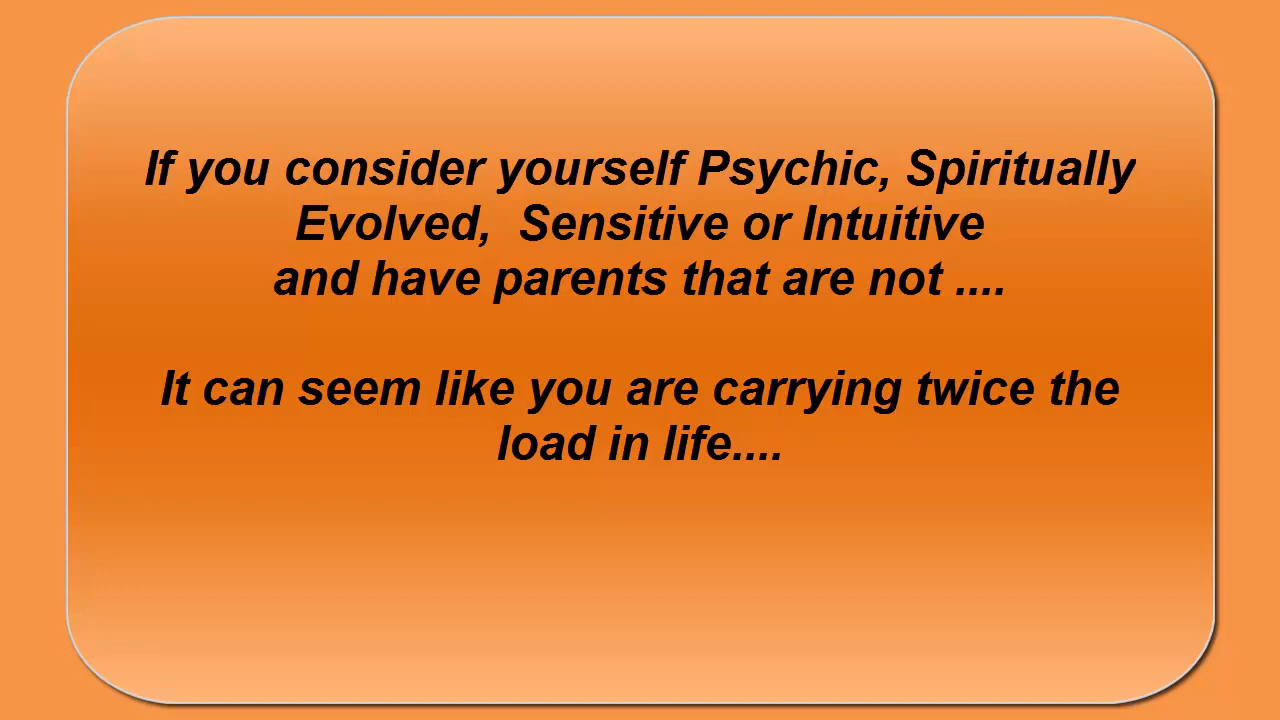 If you consider yourself Psychic, Spiritually
Evolved,  Sensitive or Intuitive
and have parents that are not ....
It can seem like you are carrying twice the
load in life....